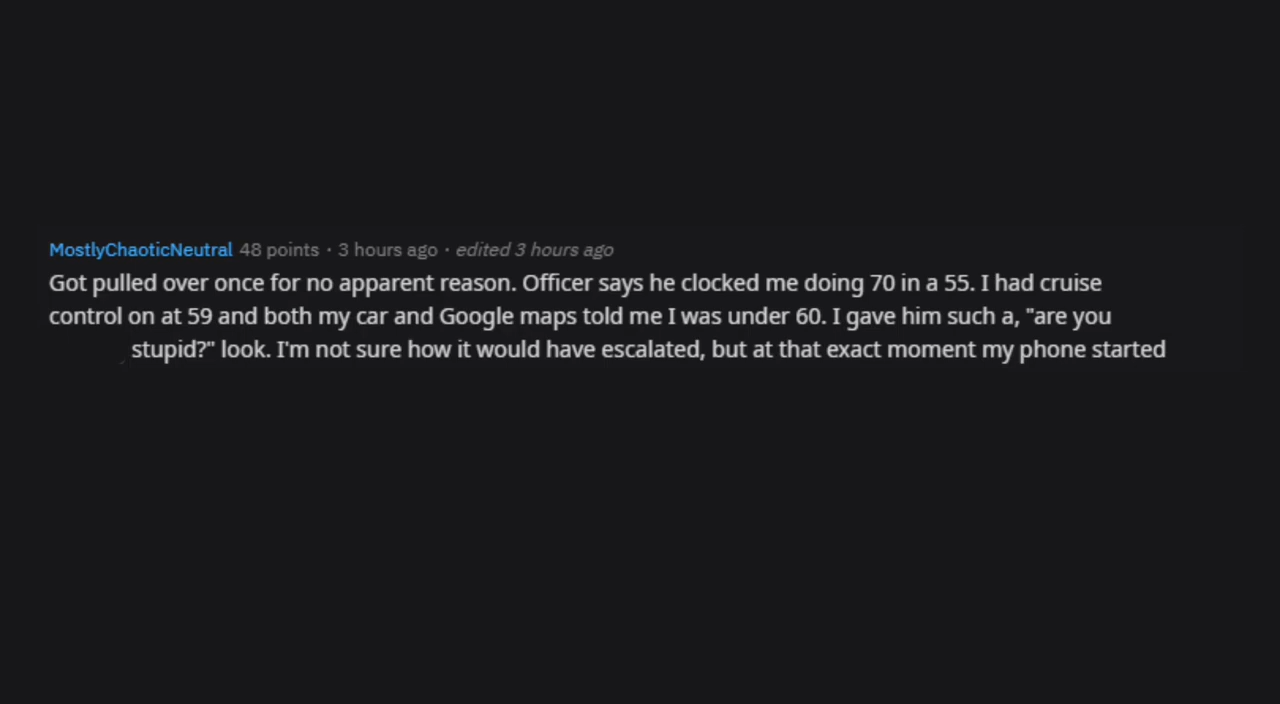 MostlyChaoticNeutral 48 points · 3 hours ago · edited 3 hours ago
Got pulled over once for no apparent reason. Officer says he clocked me doing 70 in a 55. I had cruise
control on at 59 and both my car and Google maps told me I was under 60. I gave him such a, "are you
stupid?" look. I'm not sure how it would have escalated, but at that exact moment my phone started